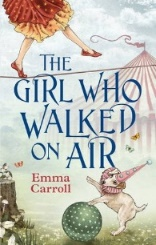 THE
GIRL WHO
WALKED
ON AIR
Emma
Carroll